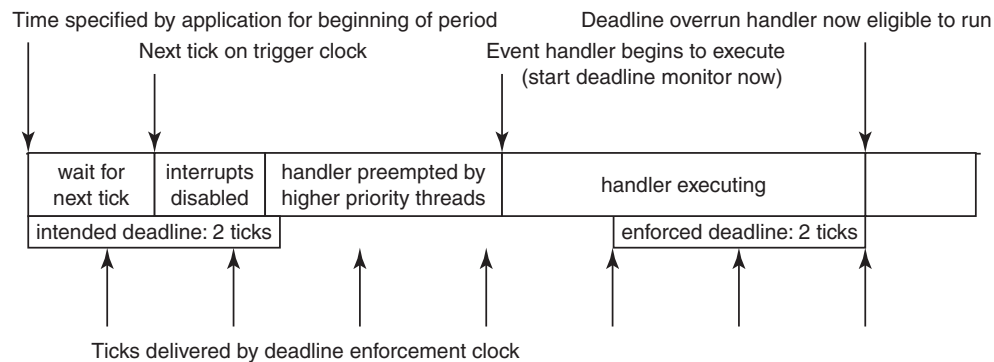 Time specified by application for beginning of period
Deadline overrun handler now eligible to run
Next tick on trigger clock
Event handler begins to execute
(start deadline monitor now)
wait for
next tick
interrupts
disabled
handler preempted by
higher priority threads
handler executing
intended deadline: 2 ticks
enforced deadline: 2 ticks
Ticks delivered by deadline enforcement clock